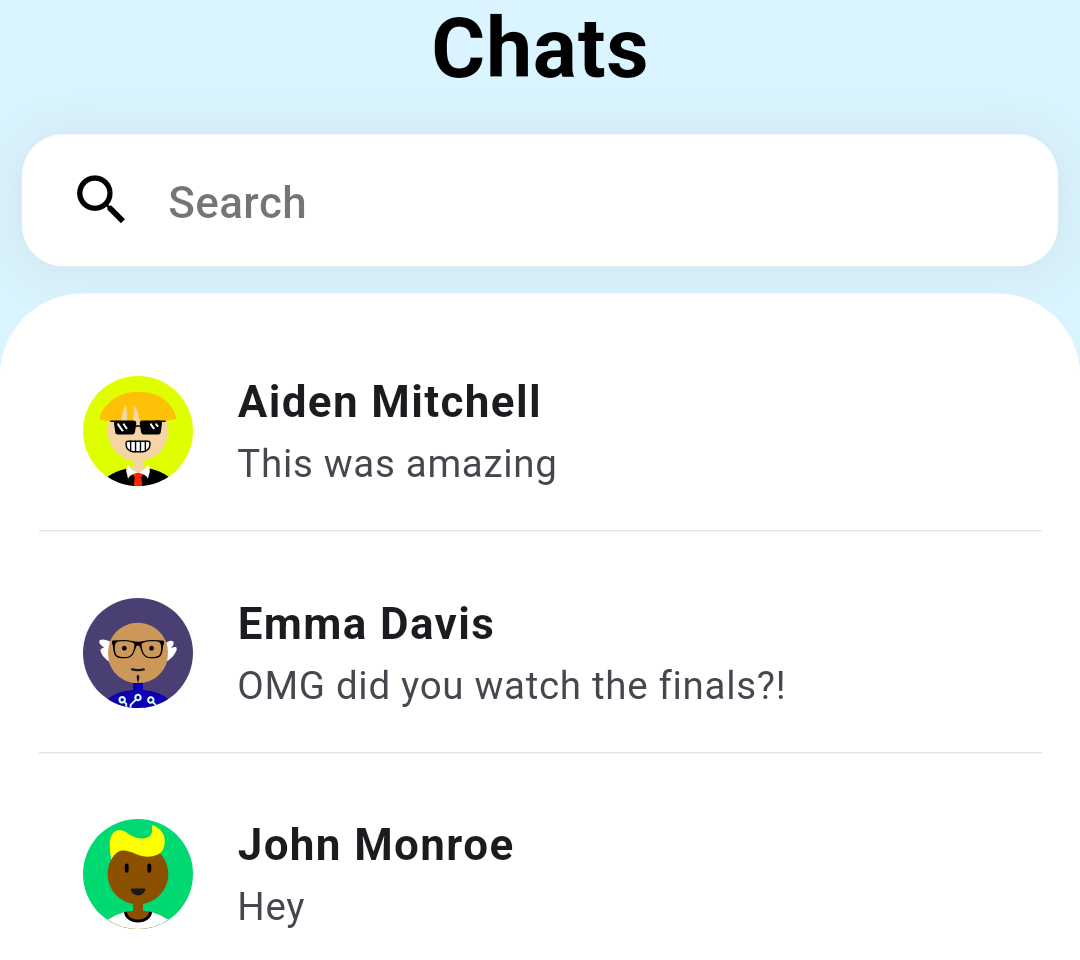 Chats
Search
Aiden Mitchell
This was amazing
Emma Davis
OMG did you watch the finals?!
John Monroe
Hey